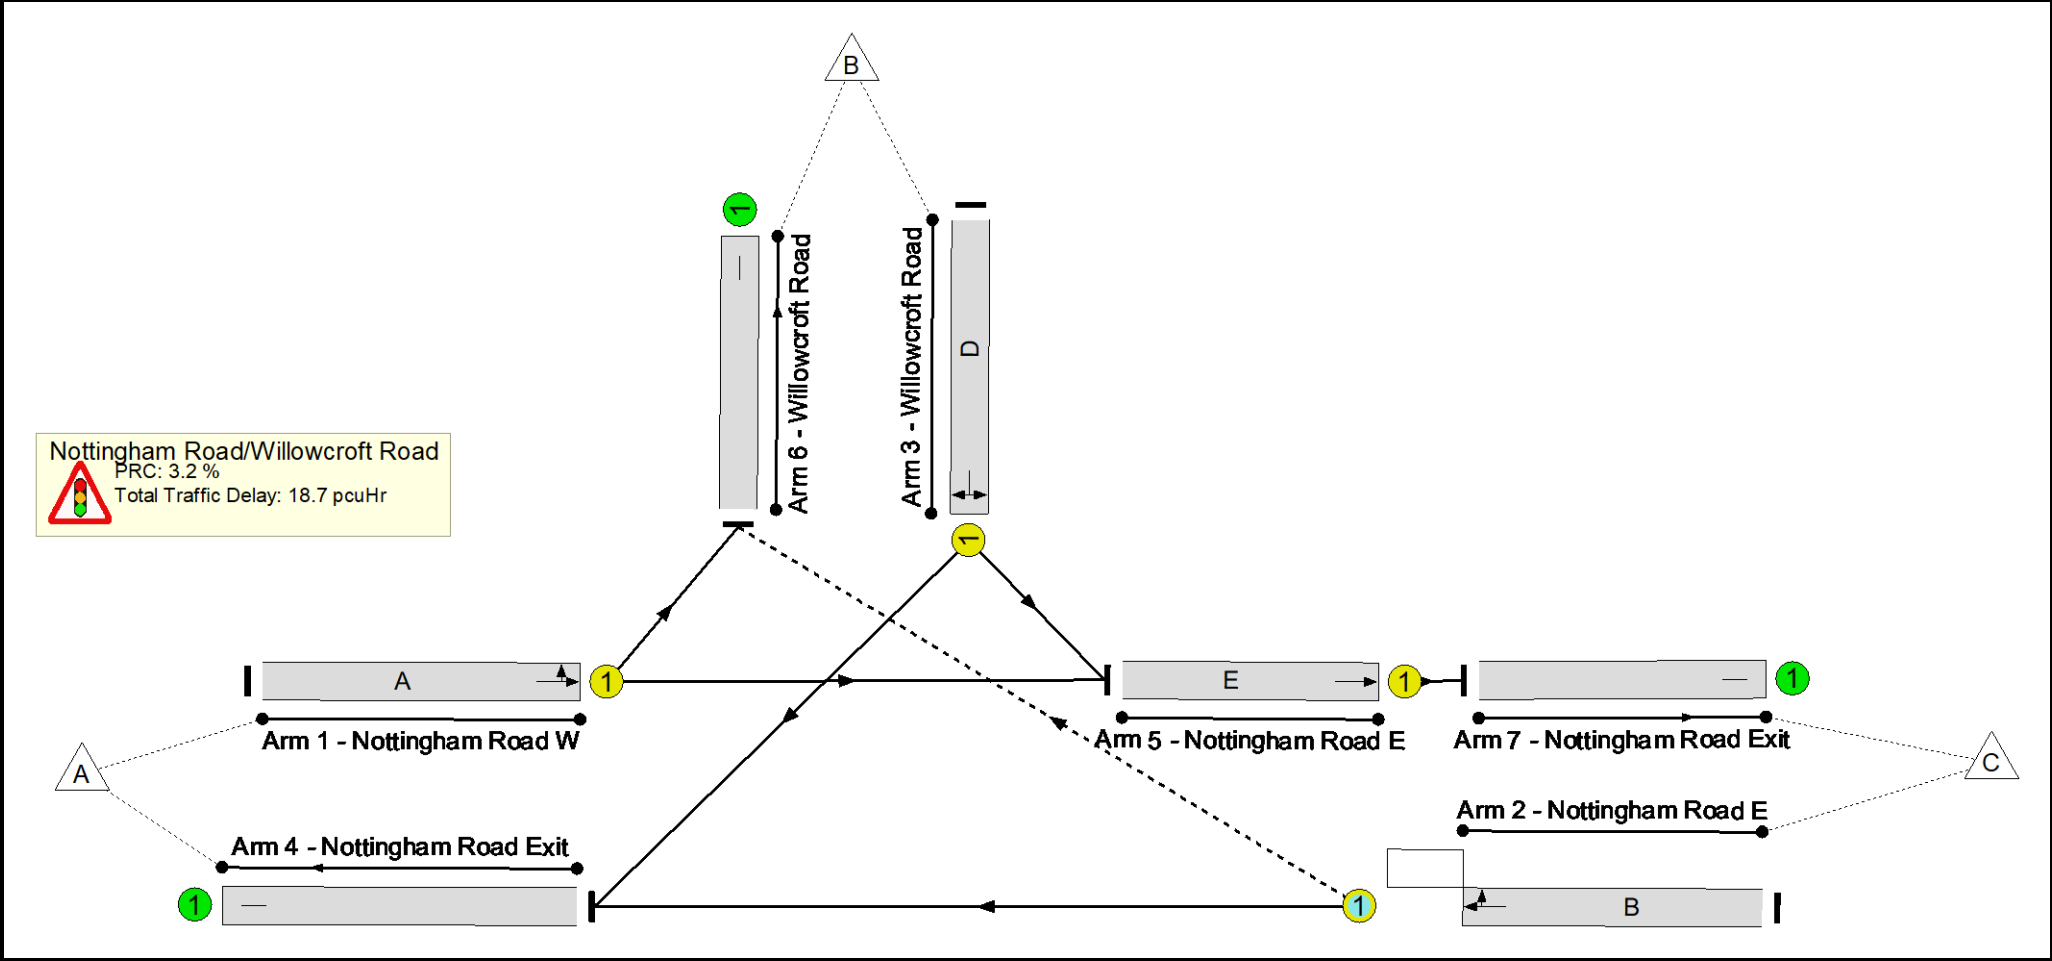 B
1
Arm 6 - Willowcroft Road
Arm 3 - Willowcroft Road
D
Nottingham Road/Willowcroft Road
PRC: 3.2 %
Total Traffic Delay: 18.7 pcuHr
1
A
1
E
1
1
Arm 1 - Nottingham Road W
Arm 5 - Nottingham Road E
Arm 7 - Nottingham Road Exit
A
C
Arm 2 - Nottingham Road E
Arm 4 - Nottingham Road Exit
1
1
B